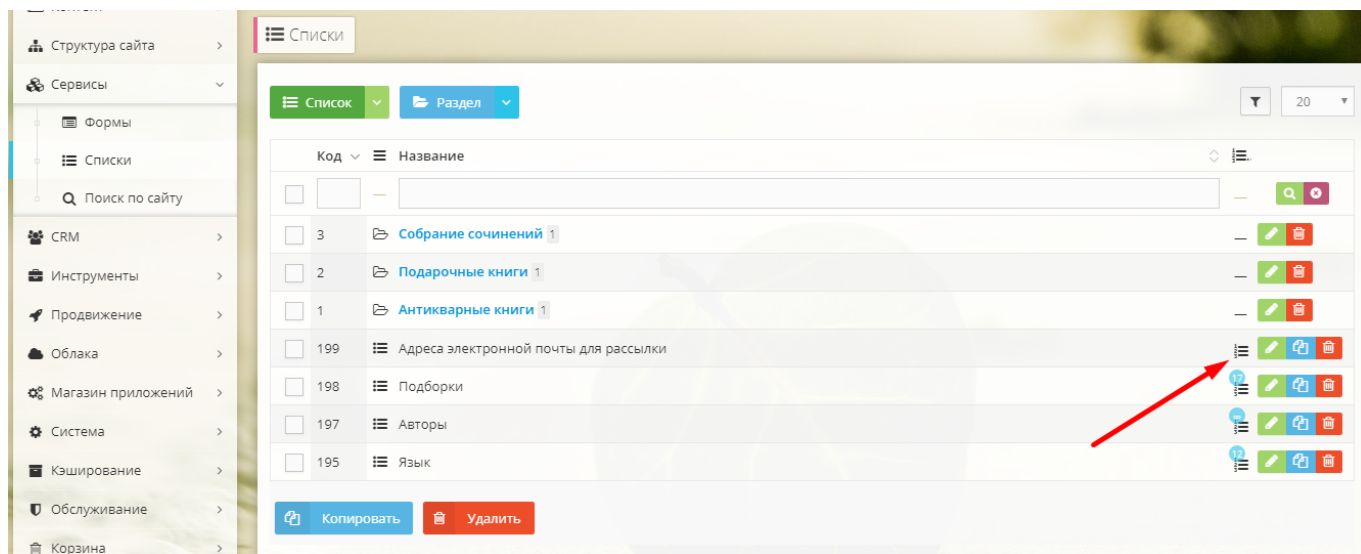 Структура сайта
Списки
Сервисы
Список
Раздел
20
Формы
Код
Название
Списки
Поиск по сайту
CRM
3
Собрание сочинений 1
Инструменты
2
Подарочные книги 1
Продвижение
1
Антикварные книги 1
Облака
199
Адреса электронной почты для рассылки
Магазин приложений
198
Подборки
17
Система
197
Авторы
∞
Кэширование
195
Язык
12
Обслуживание
Копировать
Удалить
Корзина